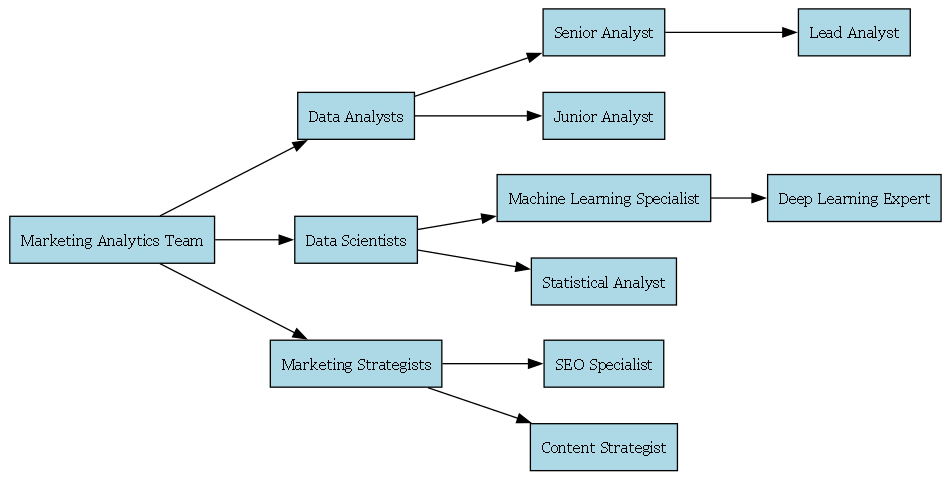 Senior Analyst
Lead Analyst
Data Analysts
Junior Analyst
Machine Learning Specialist
Deep Learning Expert
Marketing Analytics Team
Data Scientists
Statistical Analyst
Marketing Strategists
SEO Specialist
Content Strategist